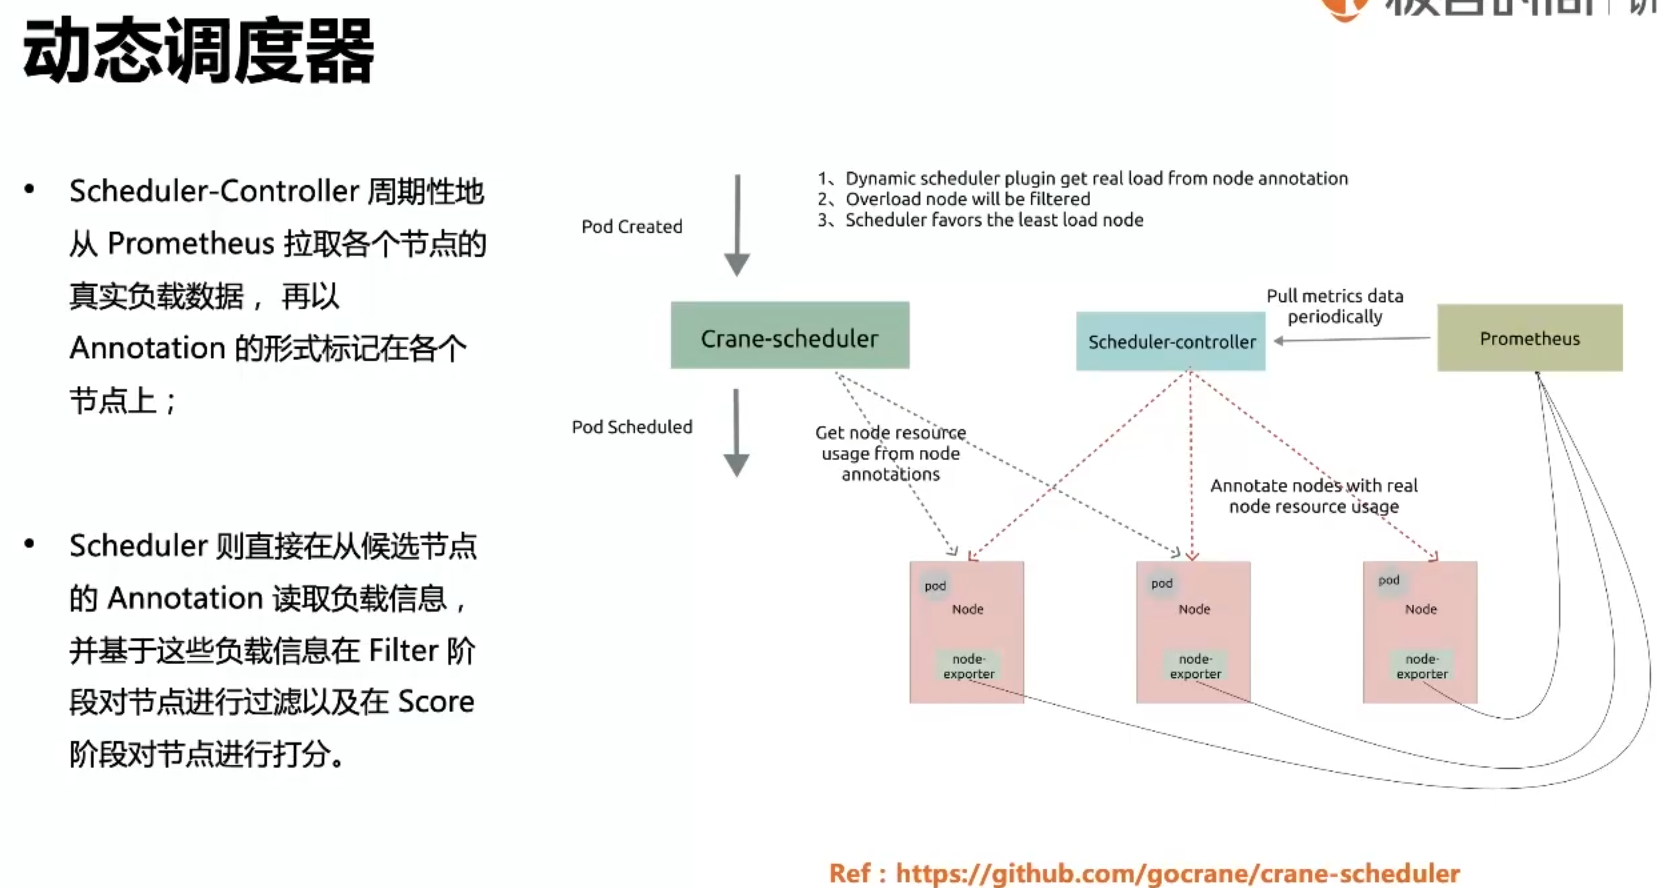 动态调度器
Scheduler-Controller 周期性地
从 Prometheus 拉取各个节点的
真实负载数据， 再以
Annotation 的形式标记在各个
节点上；
Scheduler 则直接在从候选节点
的 Annotation 读取负载信息，
并基于这些负载信息在 Filter 阶
段对节点进行过滤以及在 Score
阶段对节点进行打分。
1、Dynamic scheduler plugin get real load from node annotation
2、Overload node will be filtered
3、Scheduler favors the least load node
Pod Created
Crane-scheduler
Pod Scheduled
Get node resource
usage from node
annotations
Scheduler-controller
Pull metrics data
periodically
Prometheus
Annotate nodes with real
node resource usage
pod
Node
node-
exporter
pod
Node
node-
exporter
pod
Node
node-
exporter
Ref：https://github.com/gocrane/crane-scheduler